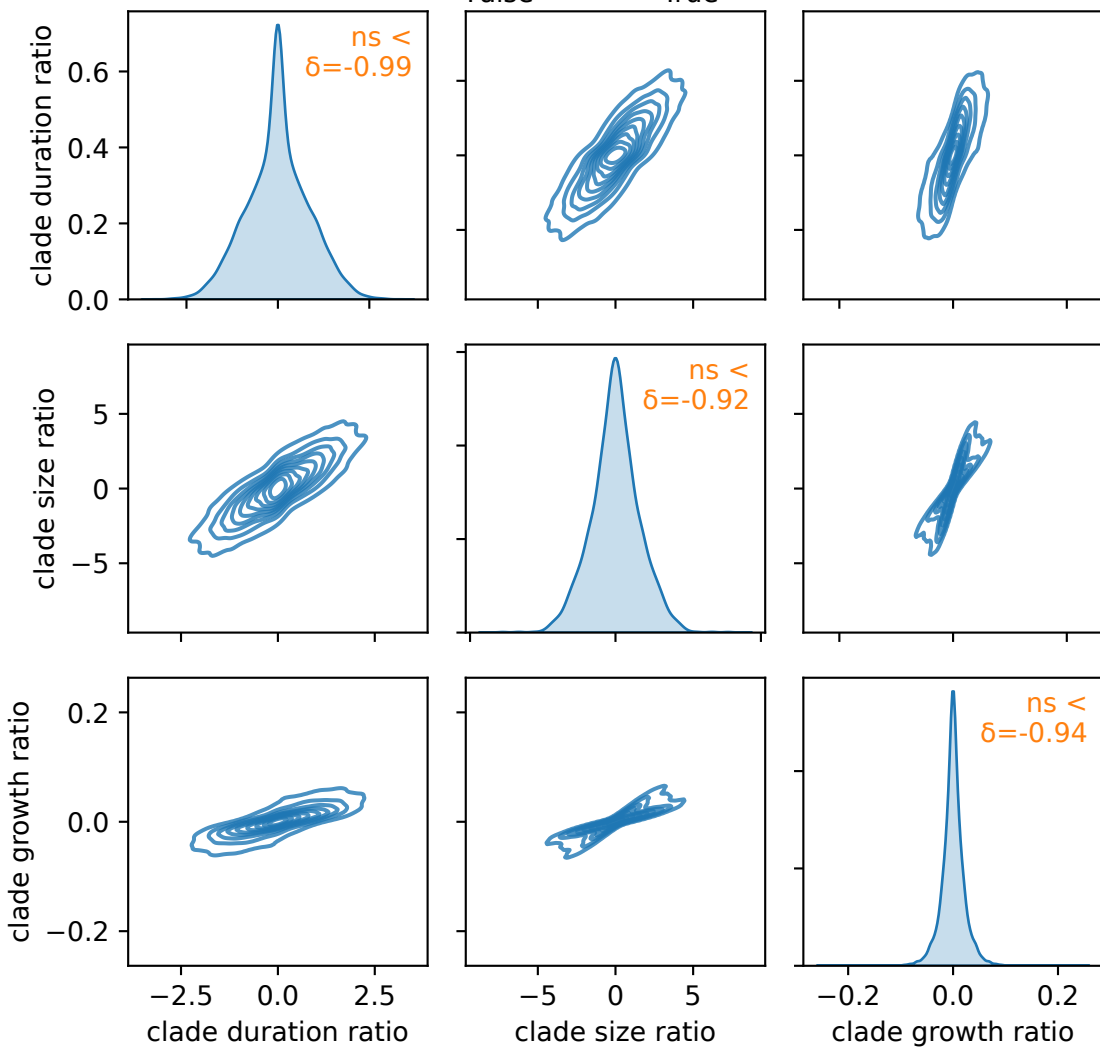 clade duration ratio
0.6
0.4
0.2
0.0
ns <
δ=-0.99
clade size ratio
5
0
−5
ns <
δ=-0.92
clade growth ratio
0.2
0.0
−0.2
ns <
δ=-0.94
−2.5 0.0 2.5
−5 0 5
−0.2 0.0 0.2
clade duration ratio
clade size ratio
clade growth ratio